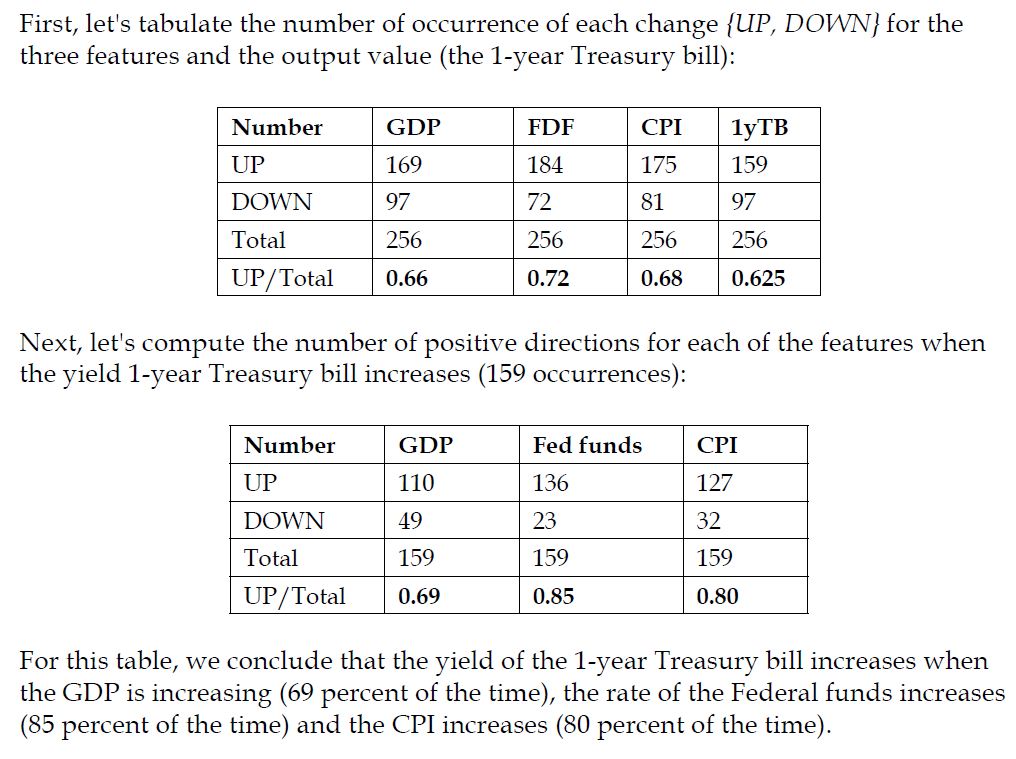 First, let's tabulate the number of occurrence of each change {UP, DOWN} for the
three features and the output value (the 1-year Treasury bill):
Number GDP FDF CPI 1yTB
UP 169 184 175 159
DOWN 97 72 81 97
Total 256 256 256 256
UP/Total 0.66 0.72 0.68 0.625
Next, let's compute the number of positive directions for each of the features when
the yield 1-year Treasury bill increases (159 occurrences):
Number GDP Fed funds CPI
UP 110 136 127
DOWN 49 23 32
Total 159 159 159
UP/Total 0.69 0.85 0.80
For this table, we conclude that the yield of the 1-year Treasury bill increases when
the GDP is increasing (69 percent of the time), the rate of the Federal funds increases
(85 percent of the time) and the CPI increases (80 percent of the time).